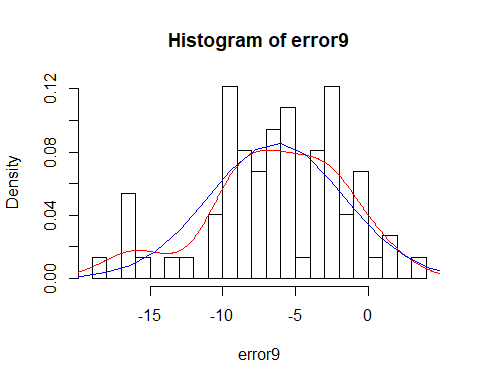 Histogram of error9
Density
0.00 0.04 0.08 0.12
-15 -10 -5 0
error9